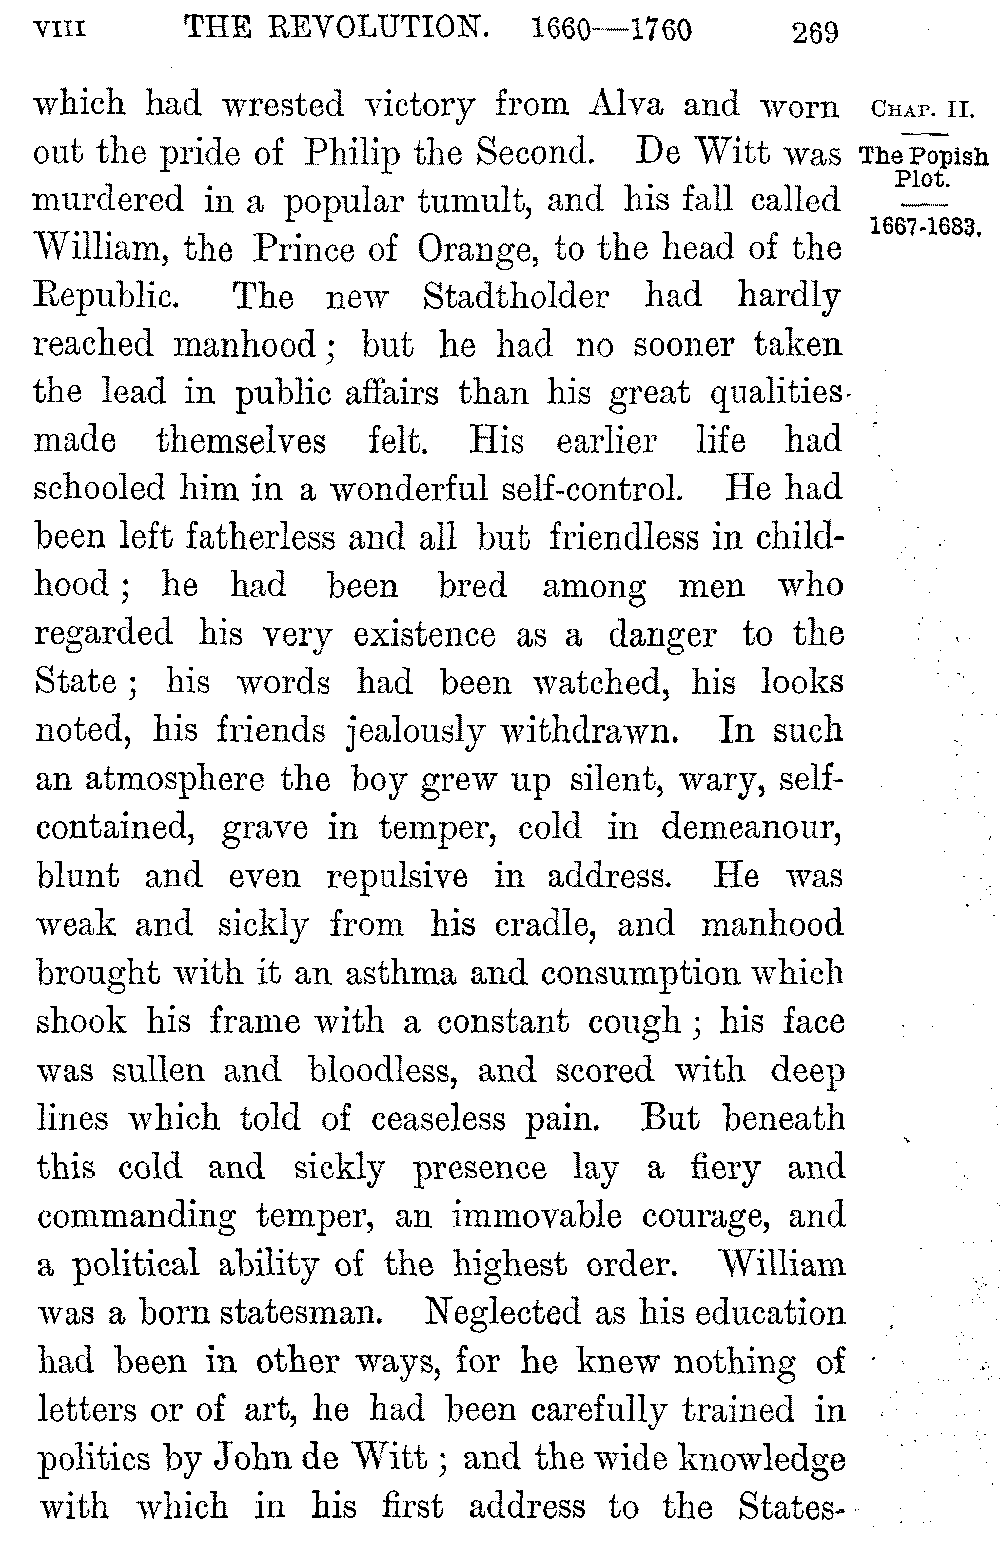 VIII THE REVOLUTION. 1660—1760 269
which had wrested victory from Alva and worn
out the pride of Philip the Second. De Witt was
murdered in a popular tumult, and his fall called
William, the Prince of Orange, to the head of the
Republic. The new Stadtholder had hardly
reached manhood; but he had no sooner taken
the lead in public affairs than his great qualities
made themselves felt. His earlier life had
schooled him in a wonderful self-control. He had
been left fatherless and all but friendless in child-
hood; he had been bred among men who
regarded his very existence as a danger to the
State; his words had been watched, his looks
noted, his friends jealously withdrawn. In such
an atmosphere the boy grew up silent, wary, self-
contained, grave in temper, cold in demeanour,
blunt and even repulsive in address. He was
weak and sickly from his cradle, and manhood
brought with it an asthma and consumption which
shook his frame with a constant cough; his face
was sullen and bloodless, and scored with deep
lines which told of ceaseless pain. But beneath
this cold and sickly presence lay a fiery and
commanding temper, an immovable courage, and
a political ability of the highest order. William
was a born statesman. Neglected as his education
had been in other ways, for he knew nothing of
letters or of art, he had been carefully trained in
politics by John de Witt; and the wide knowledge
with which in his first address to the States-
CHAP. II.
The Popish
Plot.
1667-1683.